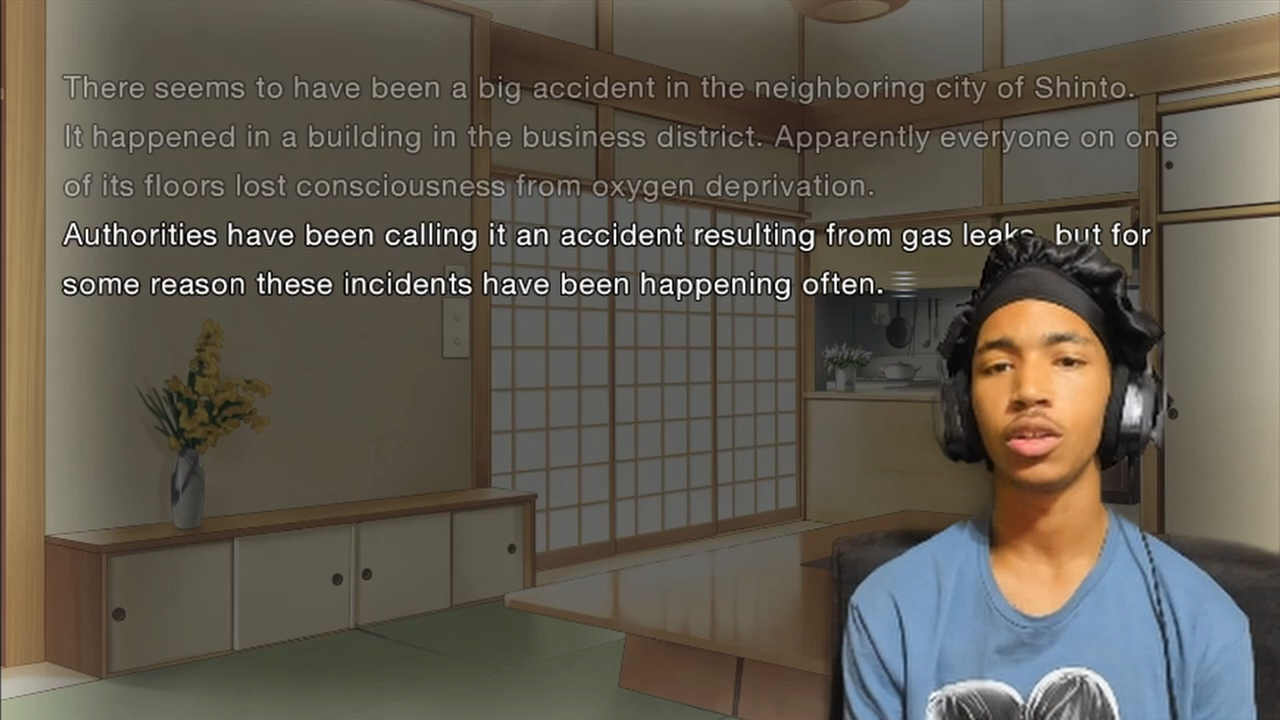 There seems to have been a big accident in the neighboring city of Shinto.
It happened in a building in the business district. Apparently everyone on one
of its floors lost consciousness from oxygen deprivation.
Authorities have been calling it an accident resulting from gas leaks, but for
some reason these incidents have been happening often.